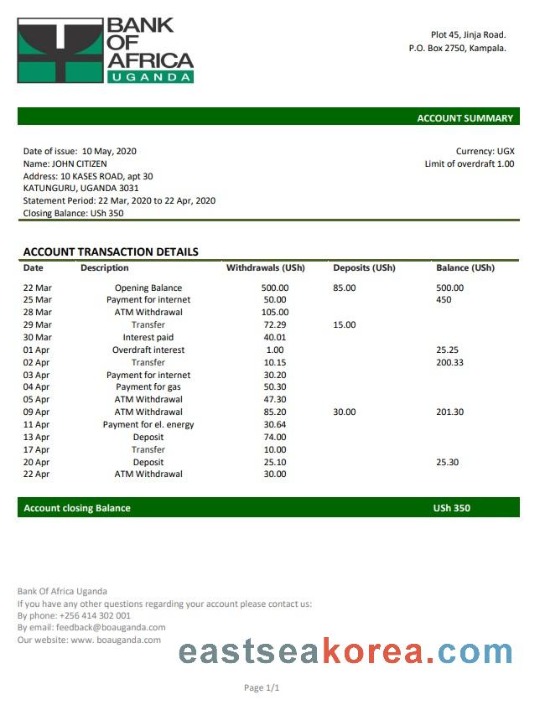 BANK
OF
AFRICA
UGANDA
Plot 45, Jinja Road.
P.O. Box 2750, Kampala.
ACCOUNT SUMMARY
Date of issue: 10 May, 2020
Currency: UGX
Name: JOHN CITIZEN
Limit of overdraft 1.00
Address: 10 KASES ROAD, apt 30
KATUNGURU, UGANDA 3031
Statement Period: 22 Mar, 2020 to 22 Apr, 2020
Closing Balance: USh 350
ACCOUNT TRANSACTION DETAILS
Date Description Withdrawals (USh) Deposits (USh) Balance (USh)
22 Mar Opening Balance 500.00 85.00 500.00
25 Mar Payment for internet 50.00 450
28 Mar ATM Withdrawal 105.00
29 Mar Transfer 72.29 15.00
30 Mar Interest paid 40.01
01 Apr Overdraft interest 1.00 25.25
02 Apr Transfer 10.15 200.33
03 Apr Payment for internet 30.20
04 Apr Payment for gas 50.30
05 Apr ATM Withdrawal 47.30
09 Apr ATM Withdrawal 85.20 30.00 201.30
11 Apr Payment for el. energy 30.64
13 Apr Deposit 74.00
17 Apr Transfer 10.00
20 Apr Deposit 25.10 25.30
22 Apr ATM Withdrawal 30.00
Account closing Balance USh 350
Bank Of Africa Uganda
If you have any other questions regarding your account please contact us:
By phone: +256 414 302 001
By email: feedback@boauganda.com
Our website: www. boauganda.com
eastseakorea.com
Page 1/1